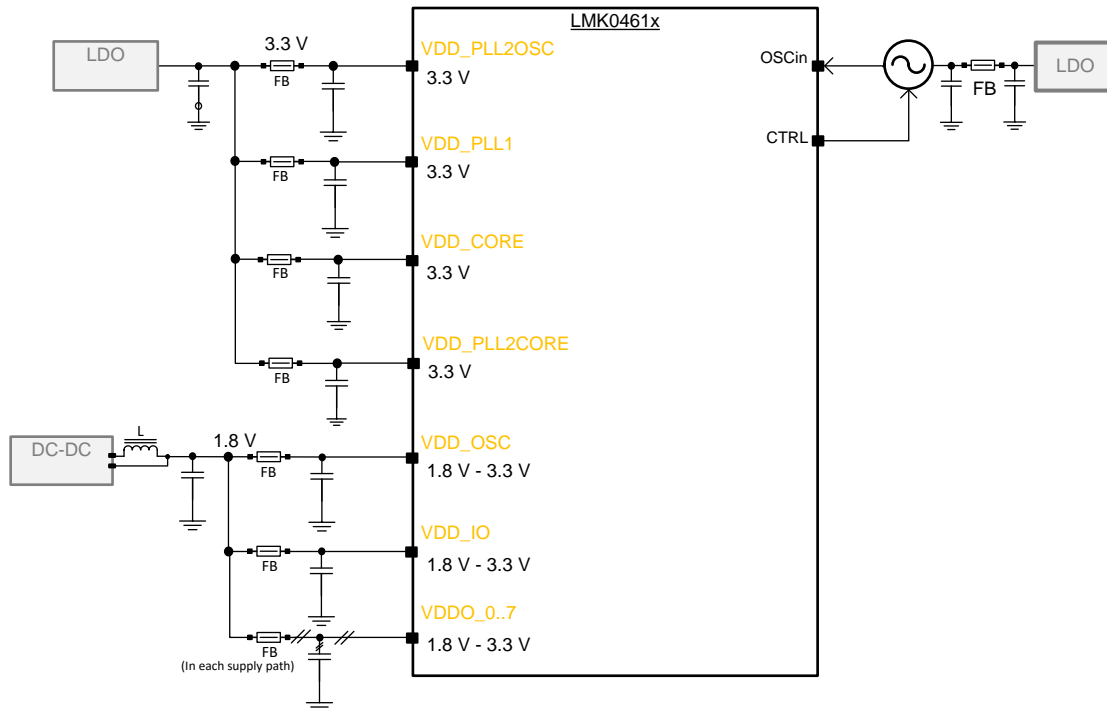 LMK0461x
LDO
3.3 V
FB
VDD_PLL2OSC
3.3 V
OSCin
FB
LDO
CTRL
VDD_PLL1
3.3 V
FB
VDD_CORE
3.3 V
FB
VDD_PLL2CORE
3.3 V
FB
DC-DC
L
1.8 V
FB
VDD_OSC
1.8 V - 3.3 V
VDD_IO
1.8 V - 3.3 V
FB
VDDO_0..7
1.8 V - 3.3 V
FB
(In each supply path)